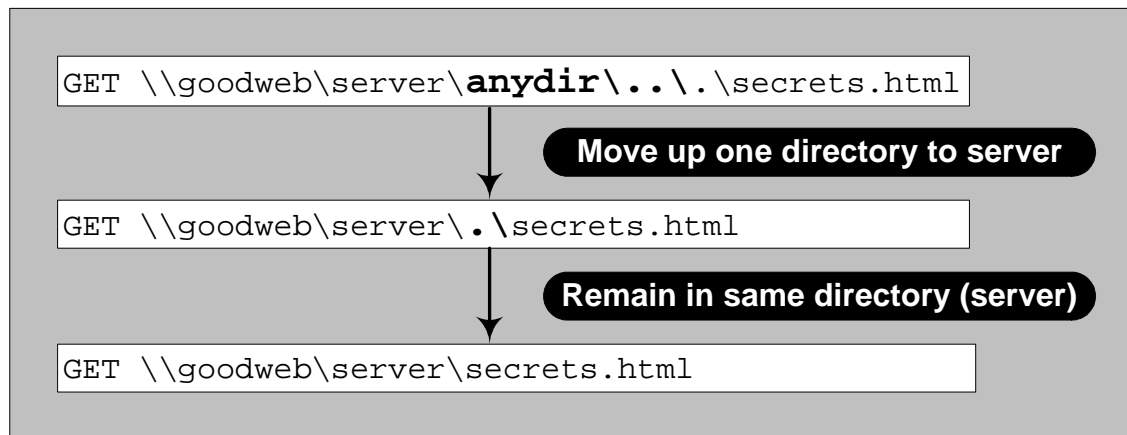 GET \\goodweb\server\anydir\..\.\secrets.html
Move up one directory to server
GET \\goodweb\server\.\secrets.html
Remain in same directory (server)
GET \\goodweb\server\secrets.html